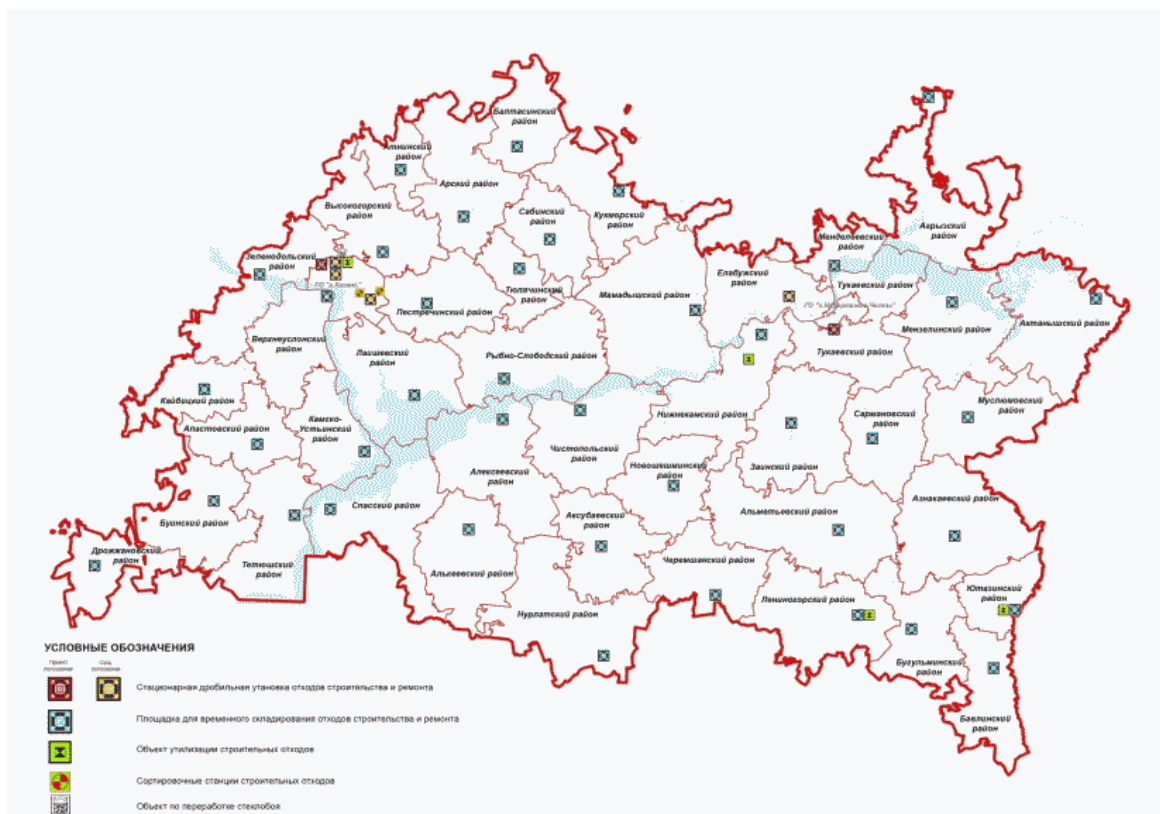 Балтасинский
район
Атнинский
район
Арский район
Высокогорский
район
Сабинский
район
Кукморский
район
Агрызский
район
Менделеевский
район
Зеленодольский
район
Елабужский
район
Тукаевский
район
ГО "г.Казань"
Тюлячинский
район
Мамадышский район
ГО "г.Набережные Челны"
Пестречинский район
Актанышский район
Мензелинский район
Верхнеуслонский
район
Лаишевский
район
Рыбно-Слободский район
Тукаевский район
Кайбицкий район
Муслюмовский
район
Апастовский район
Камско-
Устьинский
район
Нижнекамский район
Сармановский
район
Чистопольский
район
Новошешминский
район
Заинский район
Алексеевский
район
Азнакаевский район
Спасский район
Аксубаевский
район
Альметьевский район
Буинский район
Дрожжановский
район
Тетюшский
район
Алькеевский район
Черемшанский район
Ютазинский
район
Лениногорский район
Нурлатский район
Бугульминский
район
Бавлинский
район
УСЛОВНЫЕ ОБОЗНАЧЕНИЯ
Стационарная дробильная утановка отходов строительства и ремонта
Площадка для временного складирования отходов строительства и ремонта
Объект утилизации строительных отходов
Сортировочные станции строительных отходов
Объект по переработке стеклобоя